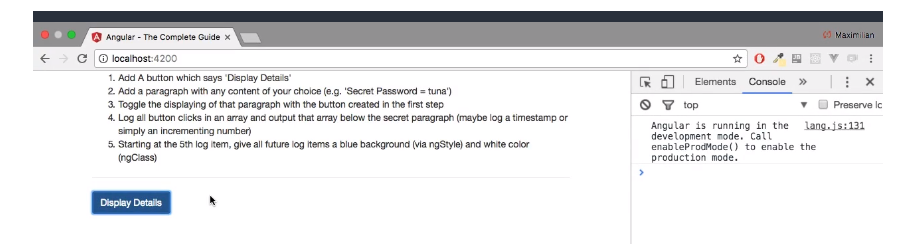 Angular - The Complete Guide ×
Maximilian
localhost:4200
1. Add A button which says 'Display Details'
2. Add a paragraph with any content of your choice (e.g. 'Secret Password = tuna')
3. Toggle the displaying of that paragraph with the button created in the first step
4. Log all button clicks in an array and output that array below the secret paragraph (maybe log a timestamp or
simply an incrementing number)
5. Starting at the 5th log item, give all future log items a blue background (via ngStyle) and white color
(ngClass)
Display Details
Elements Console »
top Preserve lo
Angular is running in the lang.js:131
development mode. Call
enableProdMode() to enable the
production mode.